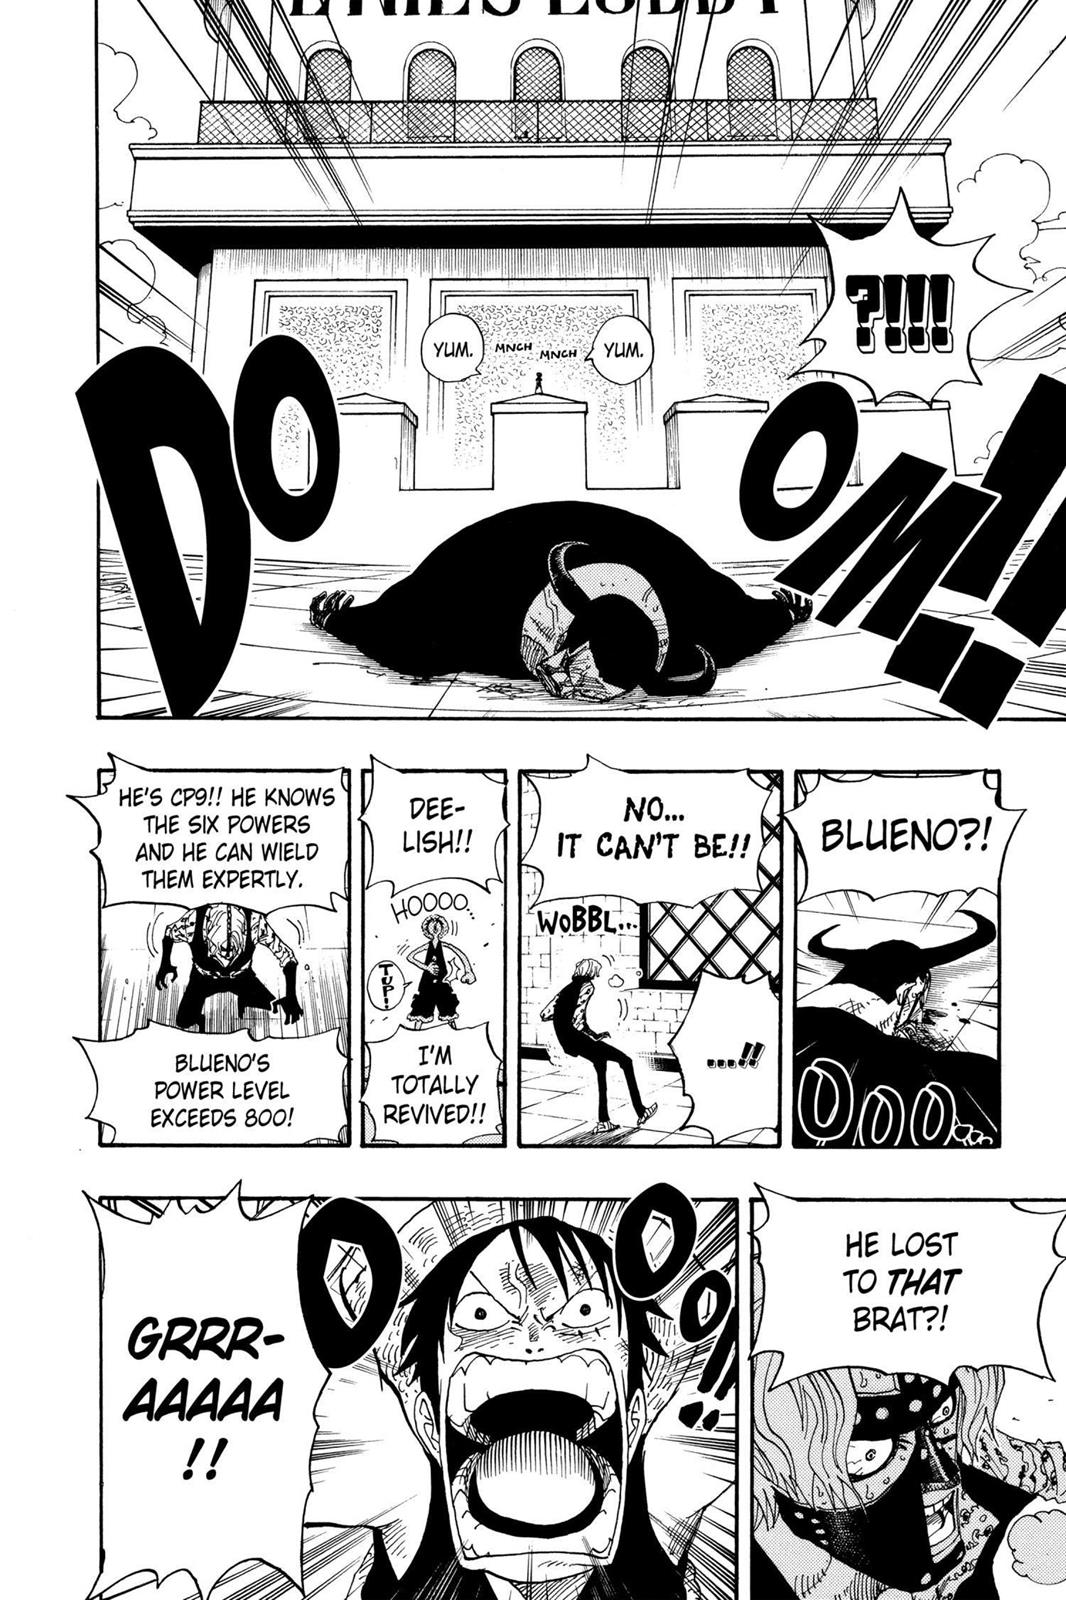 ?!!!
YUM.
MNCH
MNCH
YUM.
DOOM!!
BLUENO?!
OOO...
NO...
IT CAN'T BE!!
WOBBL...
...!!
DEE-
LISH!!
HOOOO...
TUP!
I'M
TOTALLY
REVIVED!!
HE'S CP9!! HE KNOWS
THE SIX POWERS
AND HE CAN WIELD
THEM EXPERTLY.
BLUENO'S
POWER LEVEL
EXCEEDS 800!
HE LOST
TO THAT
BRAT?!
GRRR-
AAAAA
!!